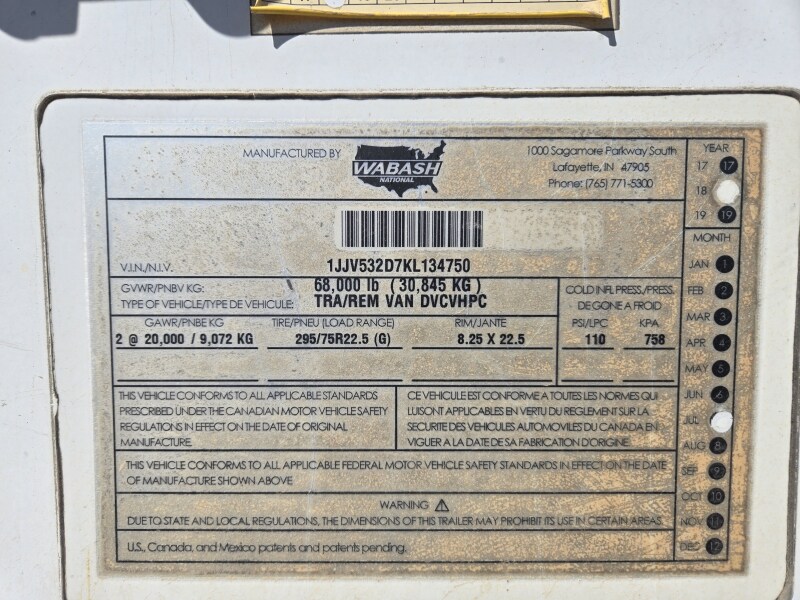 MANUFACTURED BY
WABASH
NATIONAL
1000 Sagamore Parkway South
Lafayette, IN 47905
Phone: (765) 771-5300
V.I.N./N.I.V.
1JJV532D7KL134750
GVWR/PNBV KG:
68,000 lb ( 30,845 KG )
TYPE OF VEHICLE/TYPE DE VEHICULE:
TRA/REM VAN DVCVHPC
COLD INFL PRESS./PRESS.
DE GONE A FROID
GAWR/PNBE KG
TIRE/PNEU (LOAD RANGE)
RIM/JANTE
PSI/LPC
KPA
2 @ 20,000 / 9,072 KG
295/75R22.5 (G)
8.25 X 22.5
110
758
THIS VEHICLE CONFORMS TO ALL APPLICABLE STANDARDS
PRESCRIBED UNDER THE CANADIAN MOTOR VEHICLE SAFETY
REGULATIONS IN EFFECT ON THE DATE OF ORIGINAL
MANUFACTURE.
CE VEHICULE EST CONFORME A TOUTES LES NORMES QUI
LUISONT APPLICABLES EN VERTU DU REGLEMENT SUR LA
SECURITE DES VEHICULES AUTOMOVILES DU CANADA EN
VIGUER A LA DATE DE SA FABRICATION D'ORIGINE.
THIS VEHICLE CONFORMS TO ALL APPLICABLE FEDERAL MOTOR VEHICLE SAFETY STANDARDS IN EFFECT ON THE DATE
OF MANUFACTURE SHOWN ABOVE
WARNING
DUE TO STATE AND LOCAL REGULATIONS, THE DIMENSIONS OF THIS TRAILER MAY PROHIBIT ITS USE IN CERTAIN AREAS.
U.S., Canada, and Mexico patents and patents pending.
YEAR
17 17
18
19 19
MONTH
JAN 1
FEB 2
MAR 3
APR 4
MAY 5
JUN 6
JUL
AUG 8
SEP 9
OCT 10
NOV 11
DEC 12